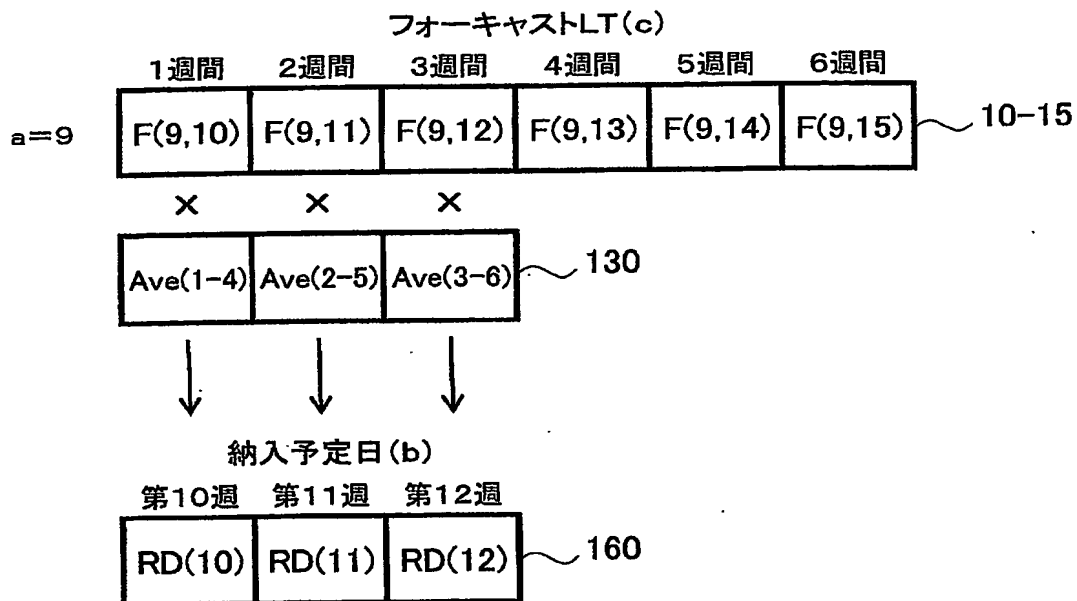 フォーキャストLT(c)
1週間 2週間 3週間 4週間 5週間 6週間
a=9 F(9,10) F(9,11) F(9,12) F(9,13) F(9,14) F(9,15) 10-15
× × ×
Ave(1-4) Ave(2-5) Ave(3-6) 130
納入予定日(b)
第10週 第11週 第12週
RD(10) RD(11) RD(12) 160